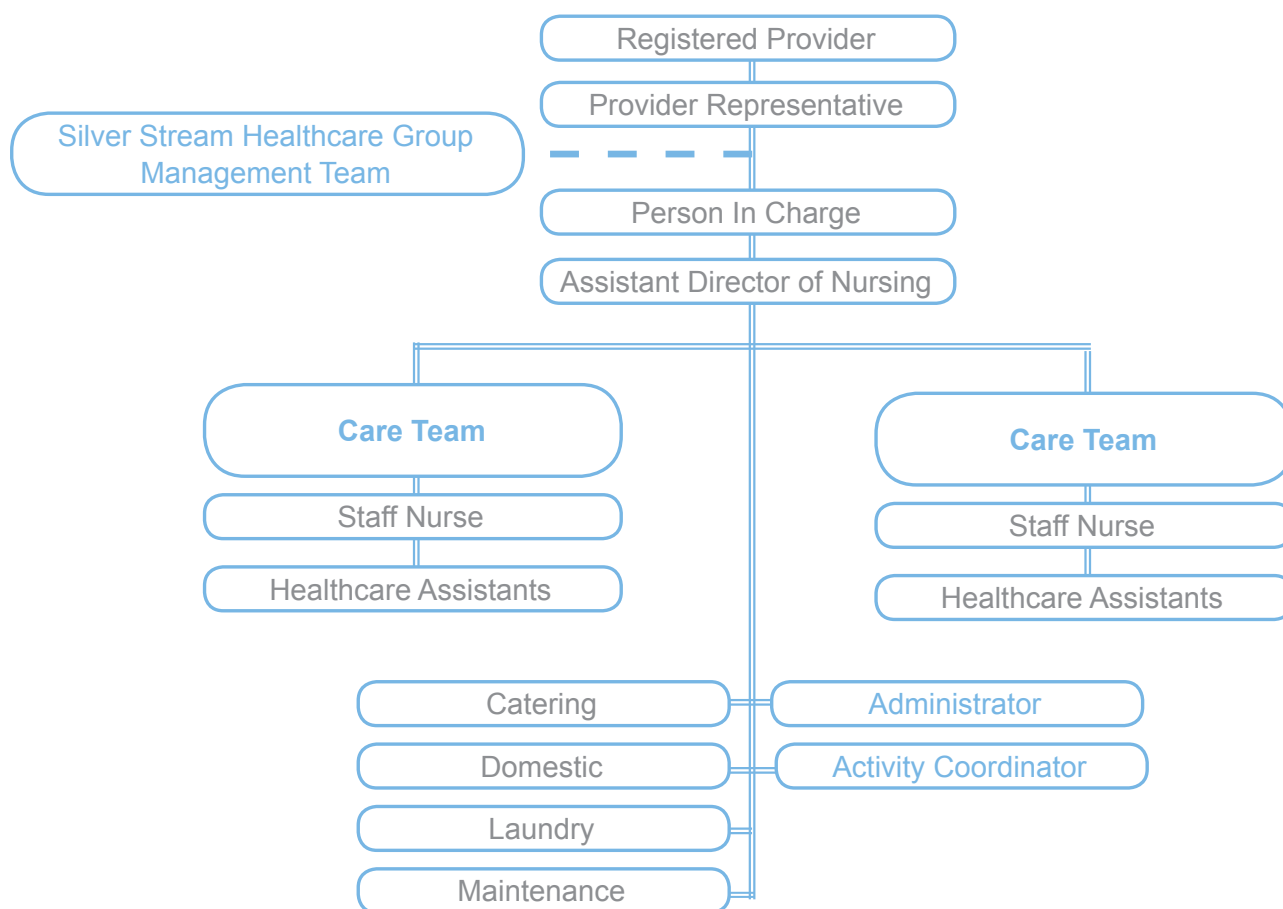 Registered Provider
Provider Representative
Silver Stream Healthcare Group
Management Team
Person In Charge
Assistant Director of Nursing
Care Team
Staff Nurse
Healthcare Assistants
Care Team
Staff Nurse
Healthcare Assistants
Catering
Administrator
Domestic
Activity Coordinator
Laundry
Maintenance